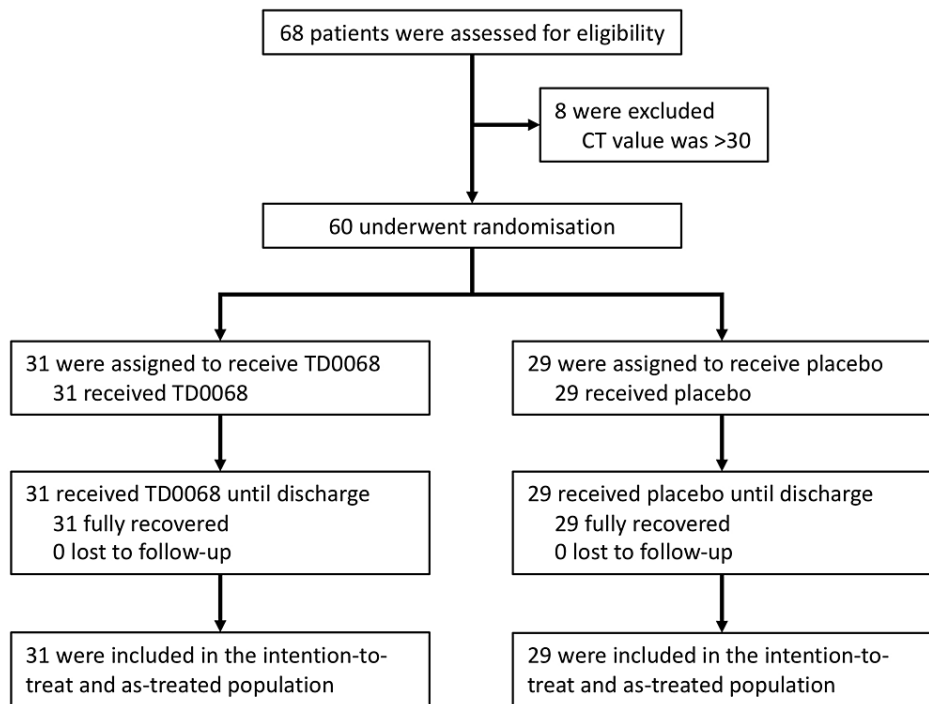 68 patients were assessed for eligibility
8 were excluded
CT value was >30
60 underwent randomisation
31 were assigned to receive TD0068
31 received TD0068
29 were assigned to receive placebo
29 received placebo
31 received TD0068 until discharge
31 fully recovered
0 lost to follow-up
29 received placebo until discharge
29 fully recovered
0 lost to follow-up
31 were included in the intention-to-
treat and as-treated population
29 were included in the intention-to-
treat and as-treated population